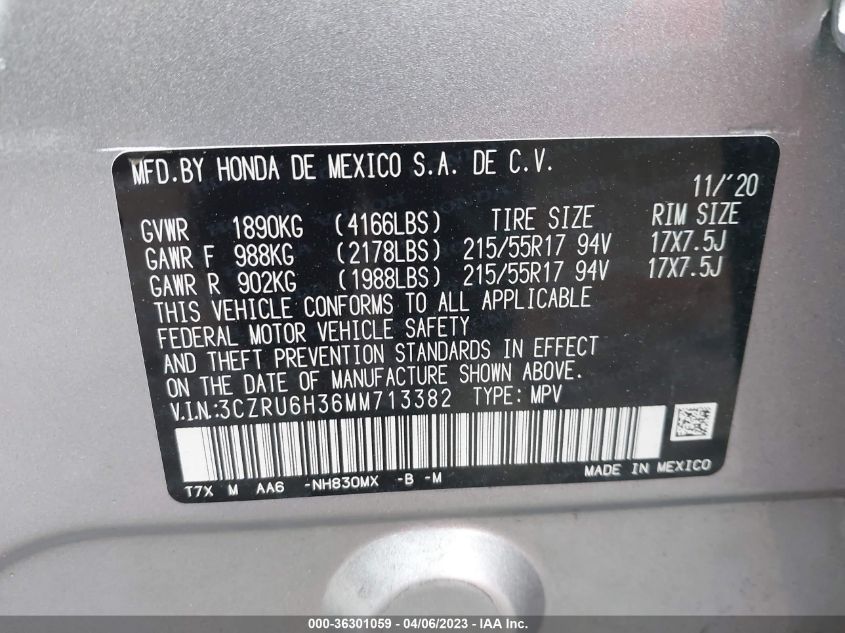 MFD.BY HONDA DE MEXICO S.A. DE C.V.
11/'20
GVWR 1890KG (4166LBS) TIRE SIZE RIM SIZE
GAWR F 988KG (2178LBS) 215/55R17 94V 17X7.5J
GAWR R 902KG (1988LBS) 215/55R17 94V 17X7.5J
THIS VEHICLE CONFORMS TO ALL APPLICABLE
FEDERAL MOTOR VEHICLE SAFETY
AND THEFT PREVENTION STANDARDS IN EFFECT
ON THE DATE OF MANUFACTURE SHOWN ABOVE.
V.I.N:3CZRU6H36MM713382 TYPE: MPV
T7X M AA6 -NH830MX -B -M MADE IN MEXICO
000-36301059 - 04/06/2023 - IAA Inc.